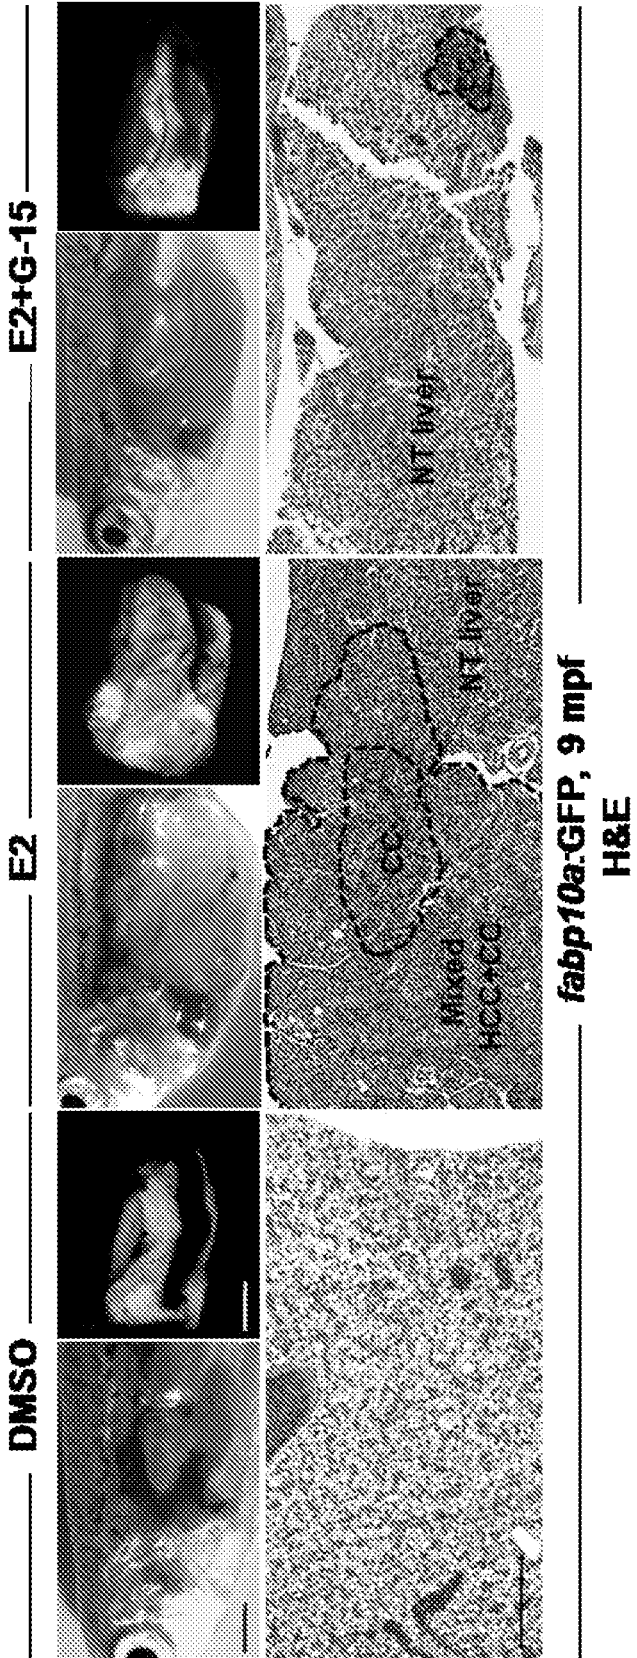 DMSO
E2
E2+G-15
CC
Mixed
HCC+CC
NT liver
NT liver
CC
fabp10a:GFP, 9 mpf
H&E